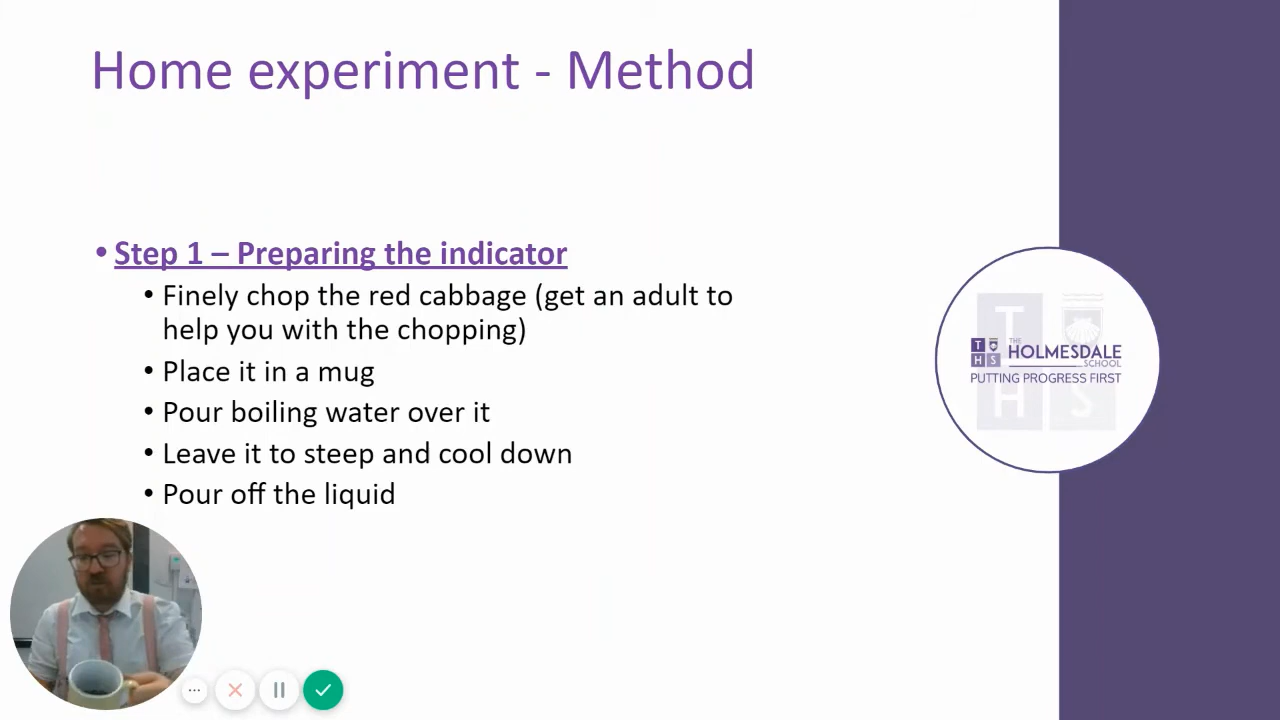 Home experiment - Method
• Step 1 – Preparing the indicator
• Finely chop the red cabbage (get an adult to
help you with the chopping)
• Place it in a mug
• Pour boiling water over it
• Leave it to steep and cool down
• Pour off the liquid
T
H S
T H S
THE
HOLMESDALE
SCHOOL
PUTTING PROGRESS FIRST